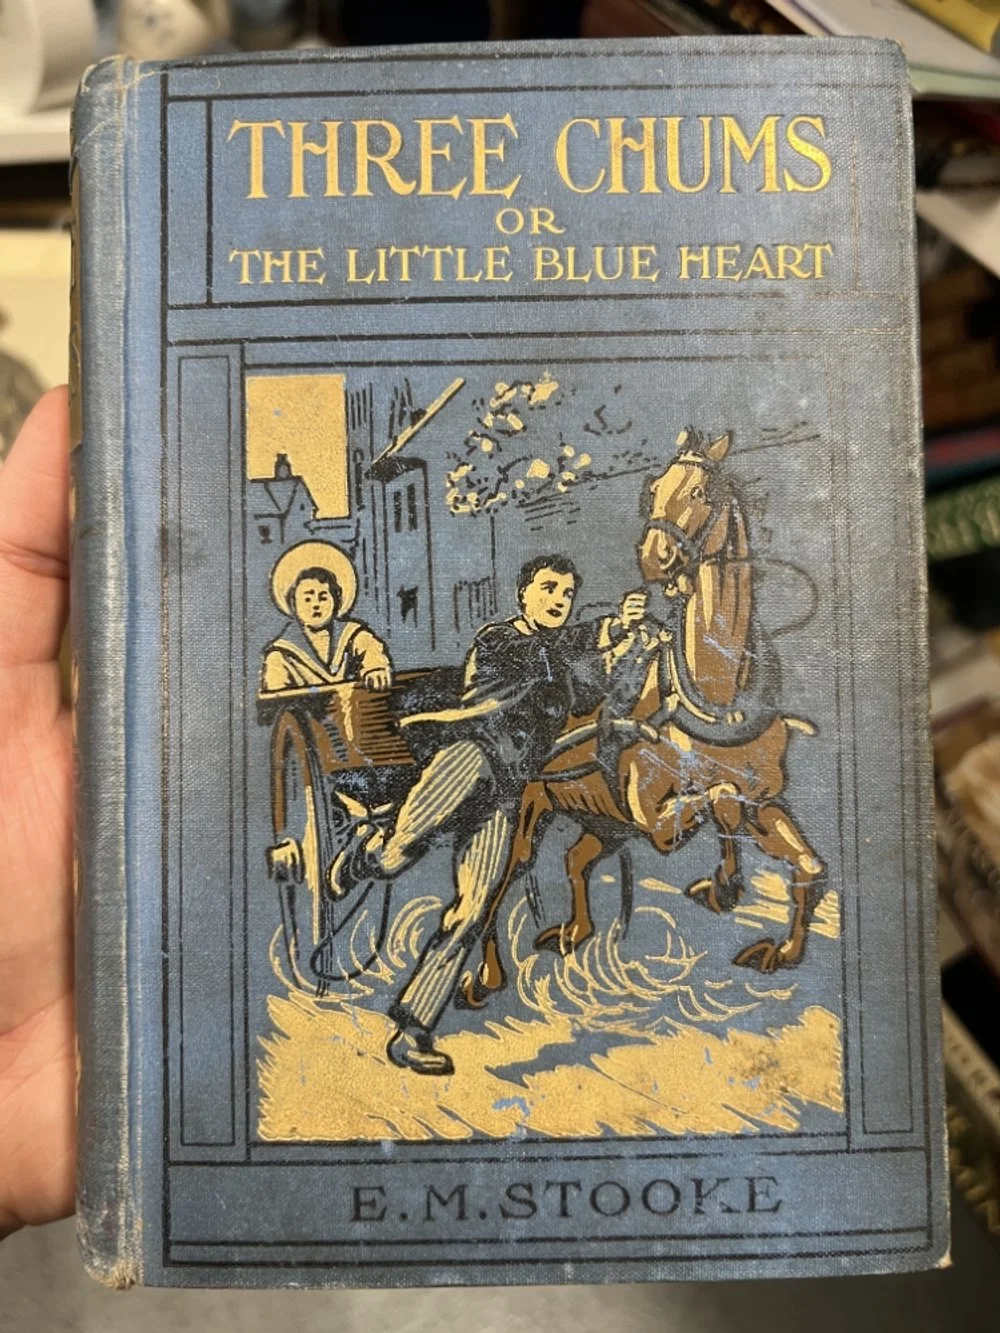 THREE CHUMS
OR
THE LITTLE BLUE HEART
E.M.STOOKE